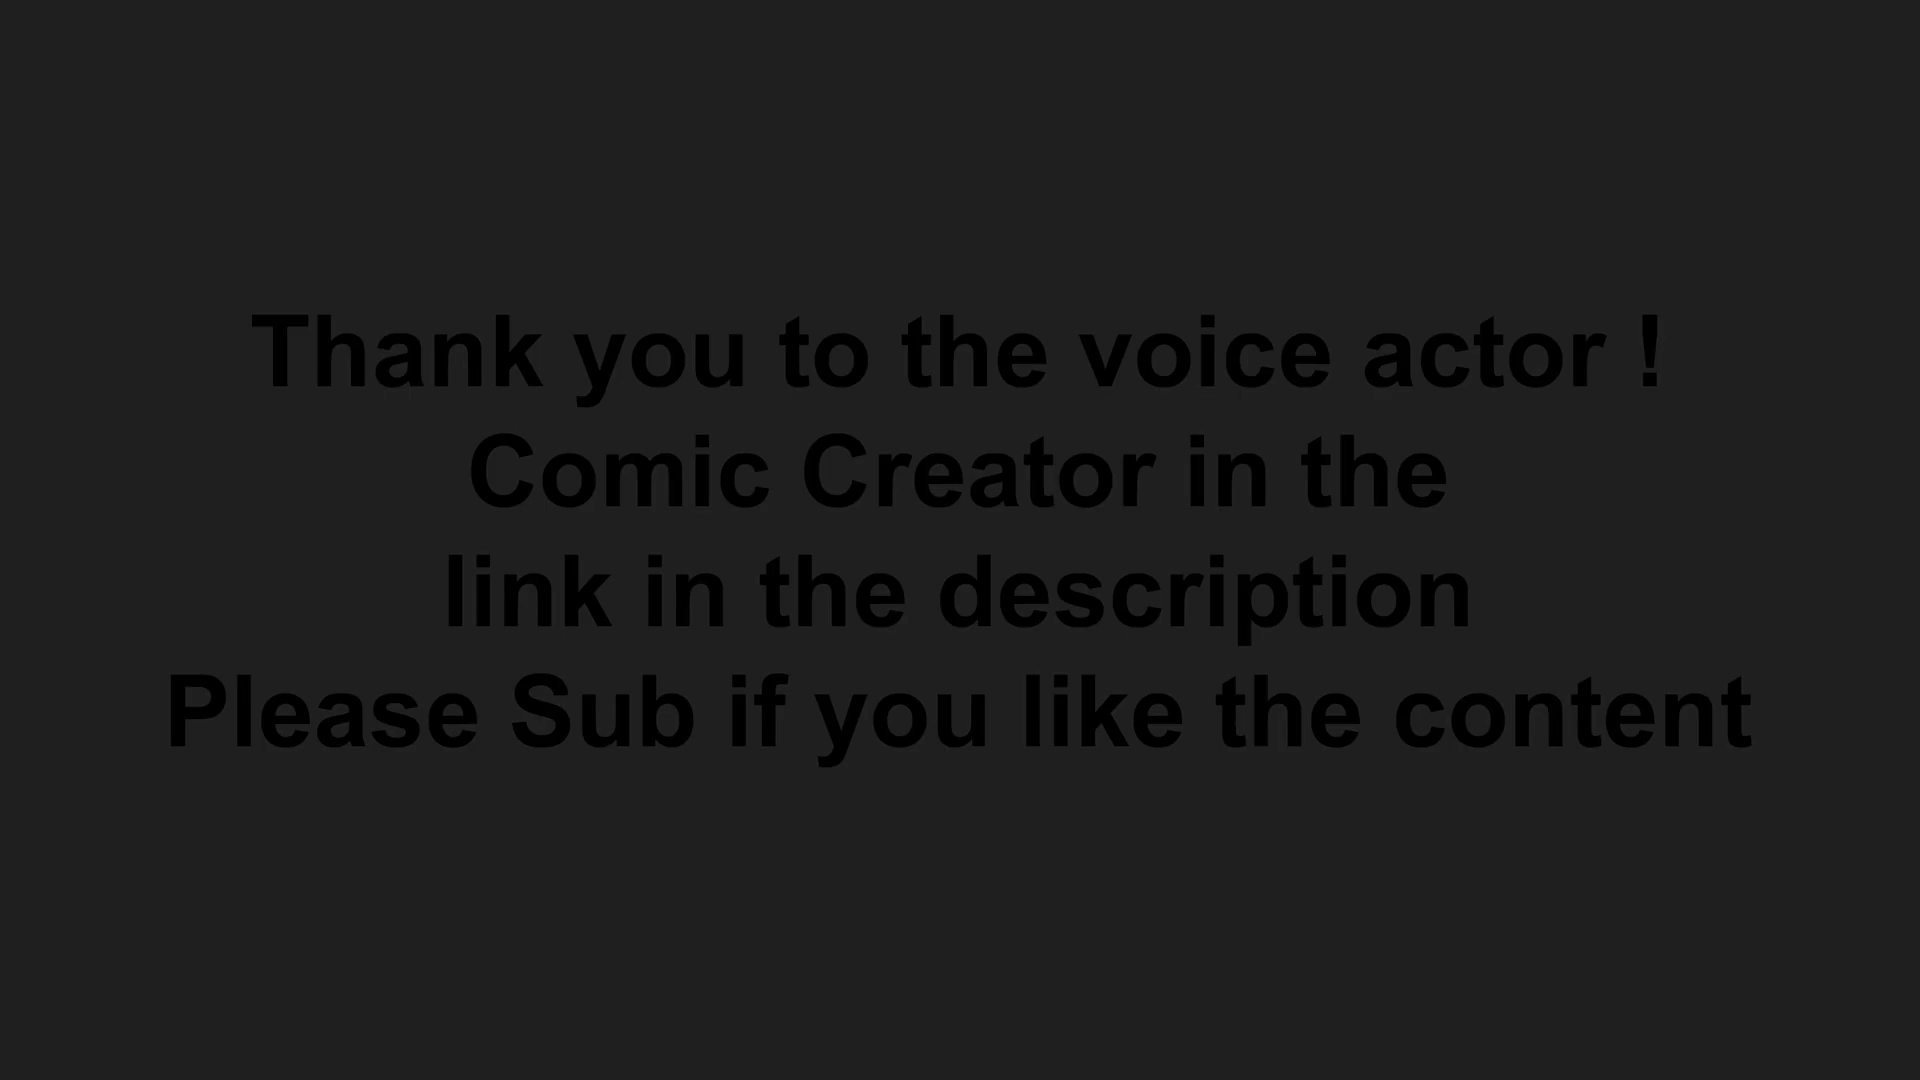 Thank you to the voice actor !
Comic Creator in the
link in the description
Please Sub if you like the content